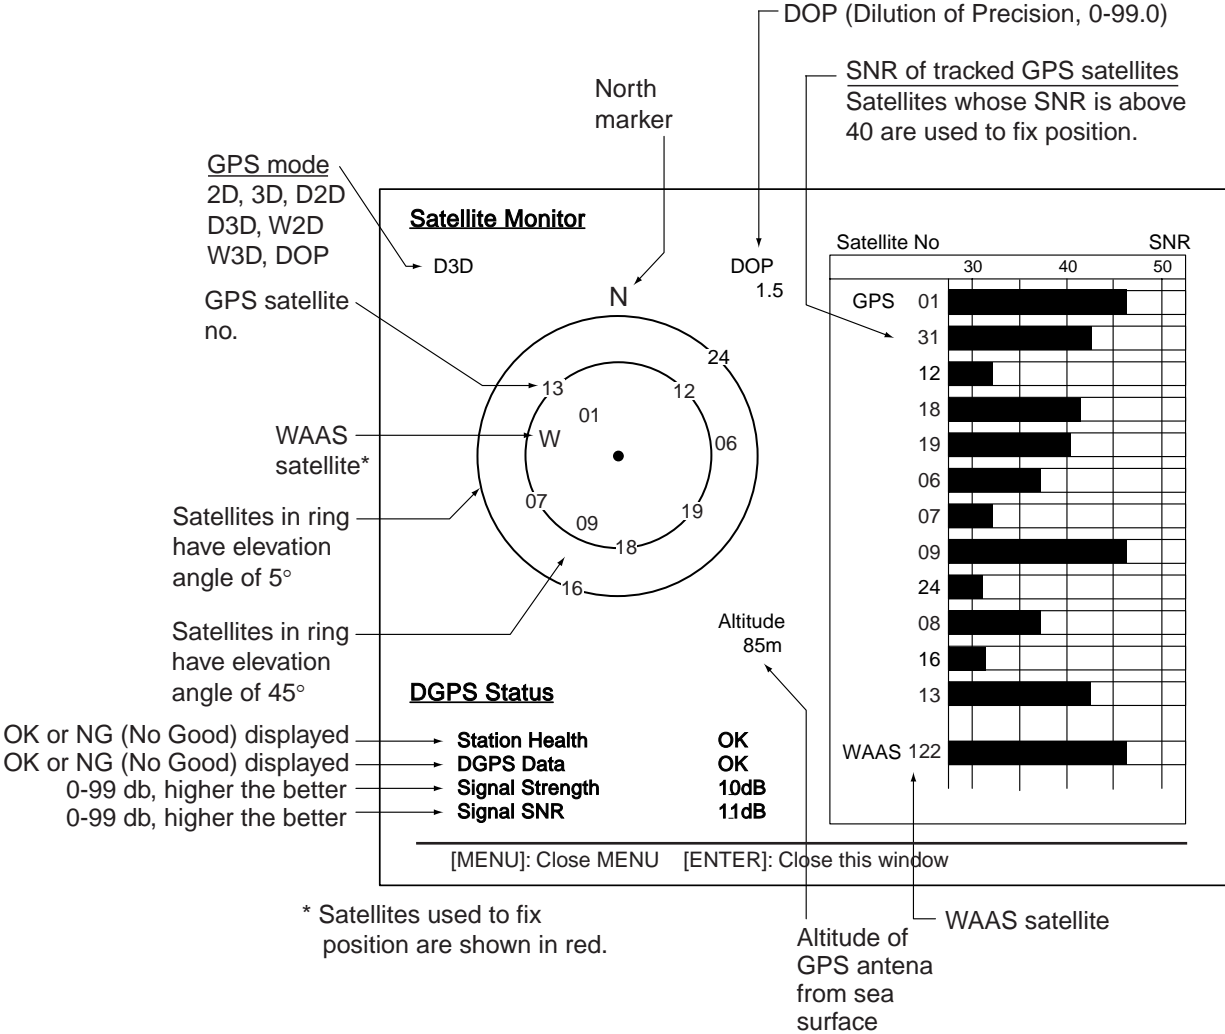 DOP (Dilution of Precision, 0-99.0)
SNR of tracked GPS satellites
Satellites whose SNR is above
40 are used to fix position.
North
marker
GPS mode
2D, 3D, D2D
D3D, W2D
W3D, DOP
GPS satellite
no.
WAAS
satellite*
Satellites in ring
have elevation
angle of 5°
Satellites in ring
have elevation
angle of 45°
OK or NG (No Good) displayed
OK or NG (No Good) displayed
0-99 db, higher the better
0-99 db, higher the better
Satellite Monitor
D3D
DOP
1.5
N
24
13
12
01
W
06
07
09
19
18
16
Altitude
85m
DGPS Status
Station Health OK
DGPS Data OK
Signal Strength 10dB
Signal SNR 11dB
Satellite No SNR
30 40 50
GPS 01
31
12
18
19
06
07
09
24
08
16
13
WAAS 122
[MENU]: Close MENU [ENTER]: Close this window
* Satellites used to fix
position are shown in red.
WAAS satellite
Altitude of
GPS antena
from sea
surface